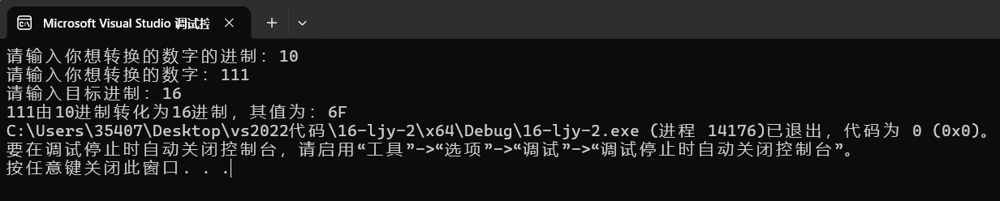 Microsoft Visual Studio 调试控
请输入你想转换的数字的进制：10
请输入你想转换的数字：111
请输入目标进制：16
111由10进制转化为16进制，其值为：6F
C:\Users\35407\Desktop\vs2022代码\16-ljy-2\x64\Debug\16-ljy-2.exe (进程 14176)已退出，代码为 0 (0x0)。
要在调试停止时自动关闭控制台，请启用“工具”->“选项”->“调试”->“调试停止时自动关闭控制台”。
按任意键关闭此窗口. . .